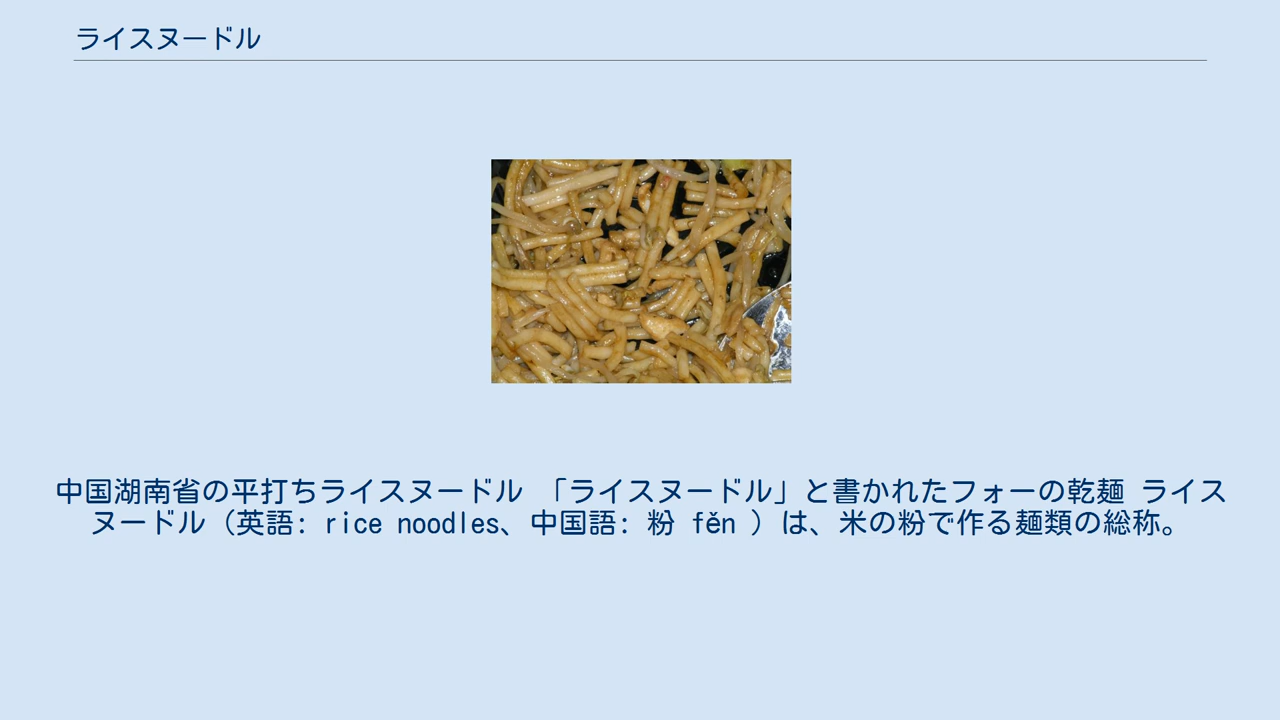 ライスヌードル
中国湖南省の平打ちライスヌードル 「ライスヌードル」と書かれたフォーの乾麺 ライス
ヌードル（英語: rice noodles、中国語: 粉 fěn ）は、米の粉で作る麺類の総称。